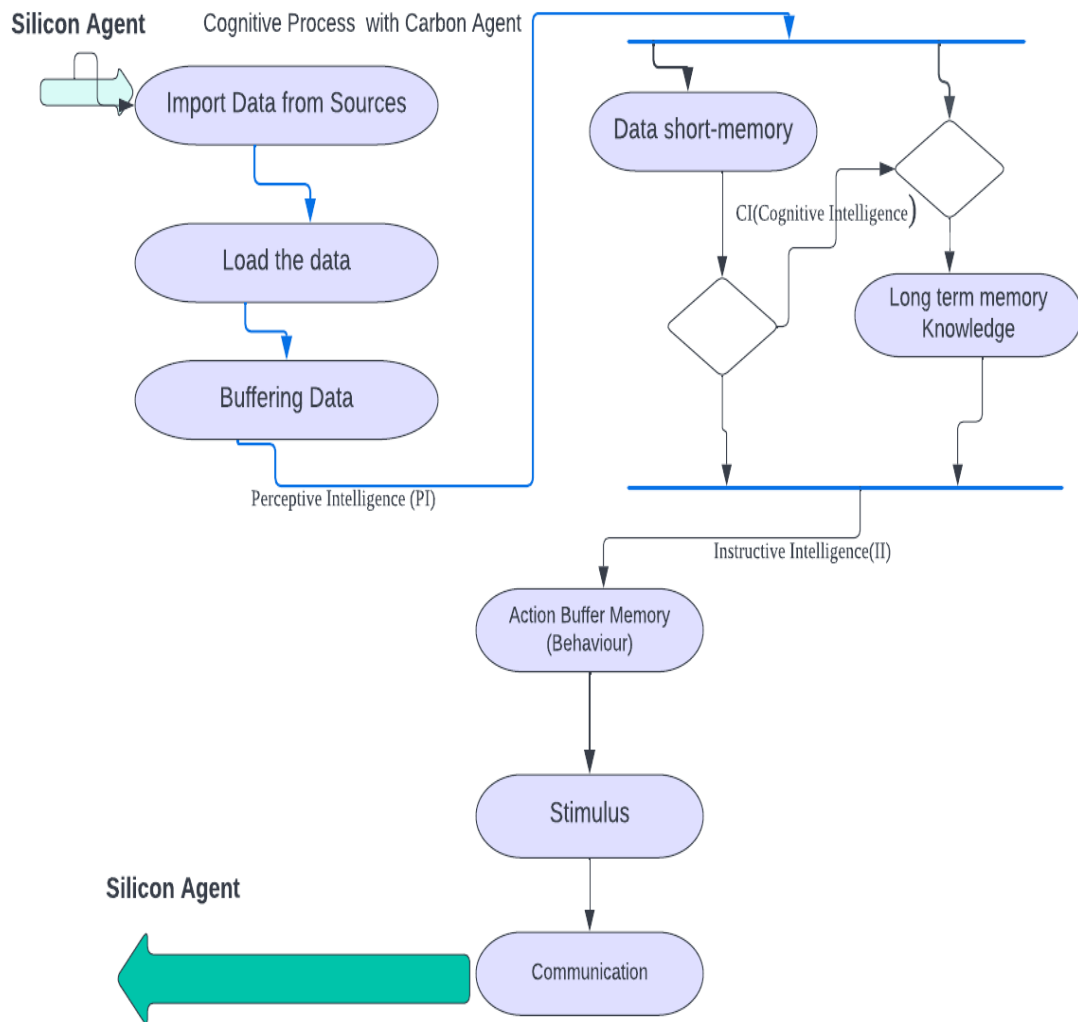 Silicon Agent
Cognitive Process with Carbon Agent
Import Data from Sources
Load the data
Buffering Data
Perceptive Intelligence (PI)
Data short-memory
CI(Cognitive Intelligence)
Long term memory
Knowledge
Instructive Intelligence(II)
Action Buffer Memory
(Behaviour)
Stimulus
Silicon Agent
Communication